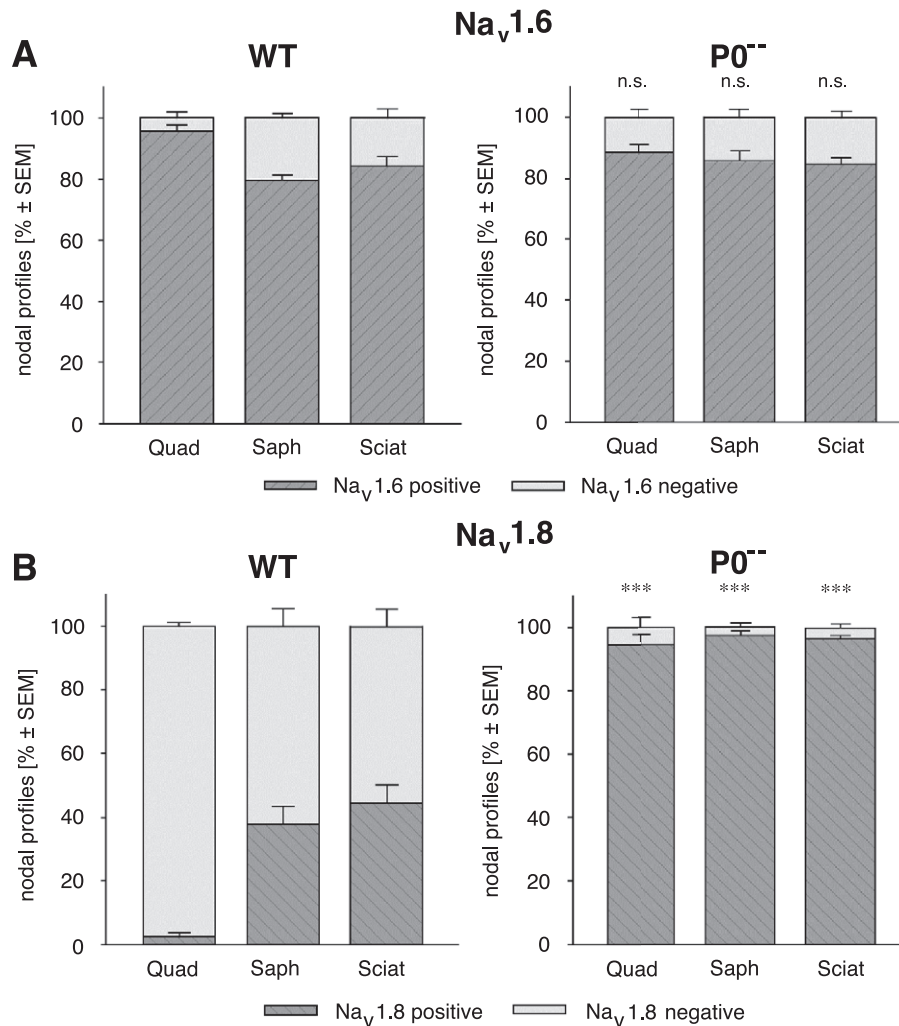 Nav1.6
A WT P0--
n.s. n.s. n.s.
nodal profiles [% ± SEM]
100
80
60
40
20
0
Quad Saph Sciat
nodal profiles [% ± SEM]
100
80
60
40
20
0
Quad Saph Sciat
Nav1.6 positive Nav1.6 negative
Nav1.8
B WT P0--
*** *** ***
nodal profiles [% ± SEM]
100
80
60
40
20
0
Quad Saph Sciat
nodal profiles [% ± SEM]
100
80
60
40
20
0
Quad Saph Sciat
Nav1.8 positive Nav1.8 negative